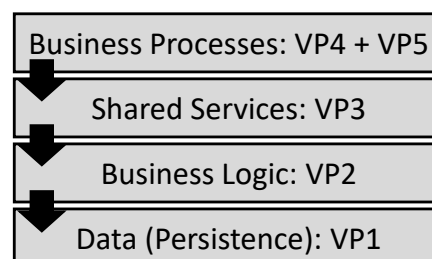 Business Processes: VP4 + VP5
Shared Services: VP3
Business Logic: VP2
Data (Persistence): VP1